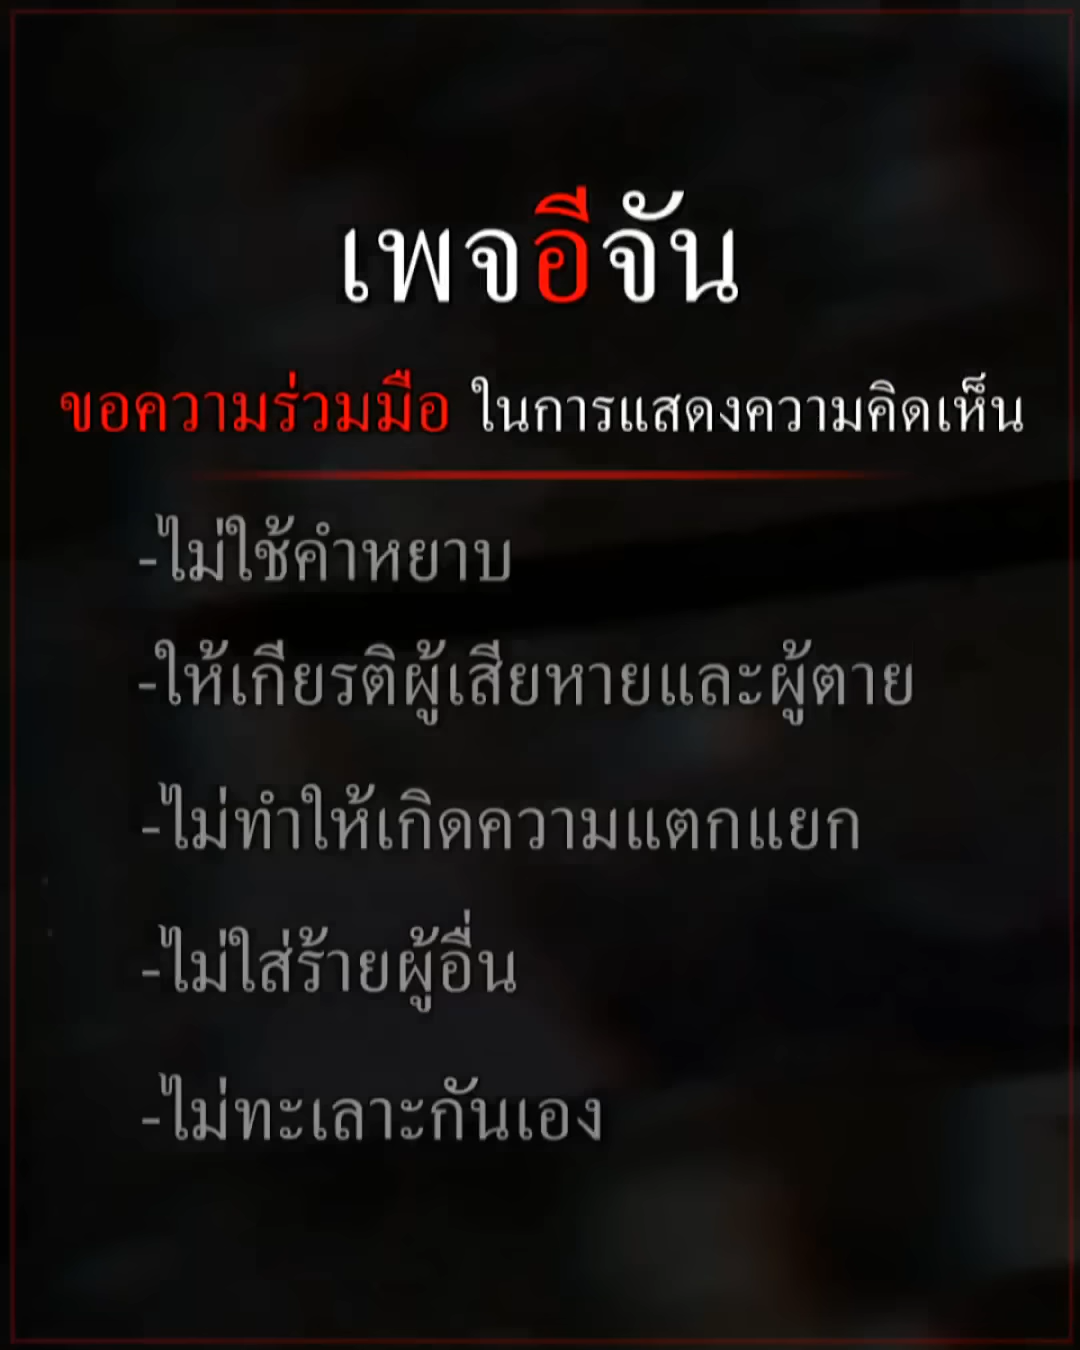 เพจอีจัน
ขอความร่วมมือ ในการแสดงความคิดเห็น
-ไม่ใช้คำหยาบ
-ให้เกียรติผู้เสียหายและผู้ตาย
-ไม่ทำให้เกิดความแตกแยก
-ไม่ใส่ร้ายผู้อื่น
-ไม่ทะเลาะกันเอง